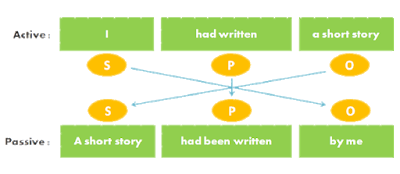 Active : I had written a short story
S P O
S P O
Passive : A short story had been written by me